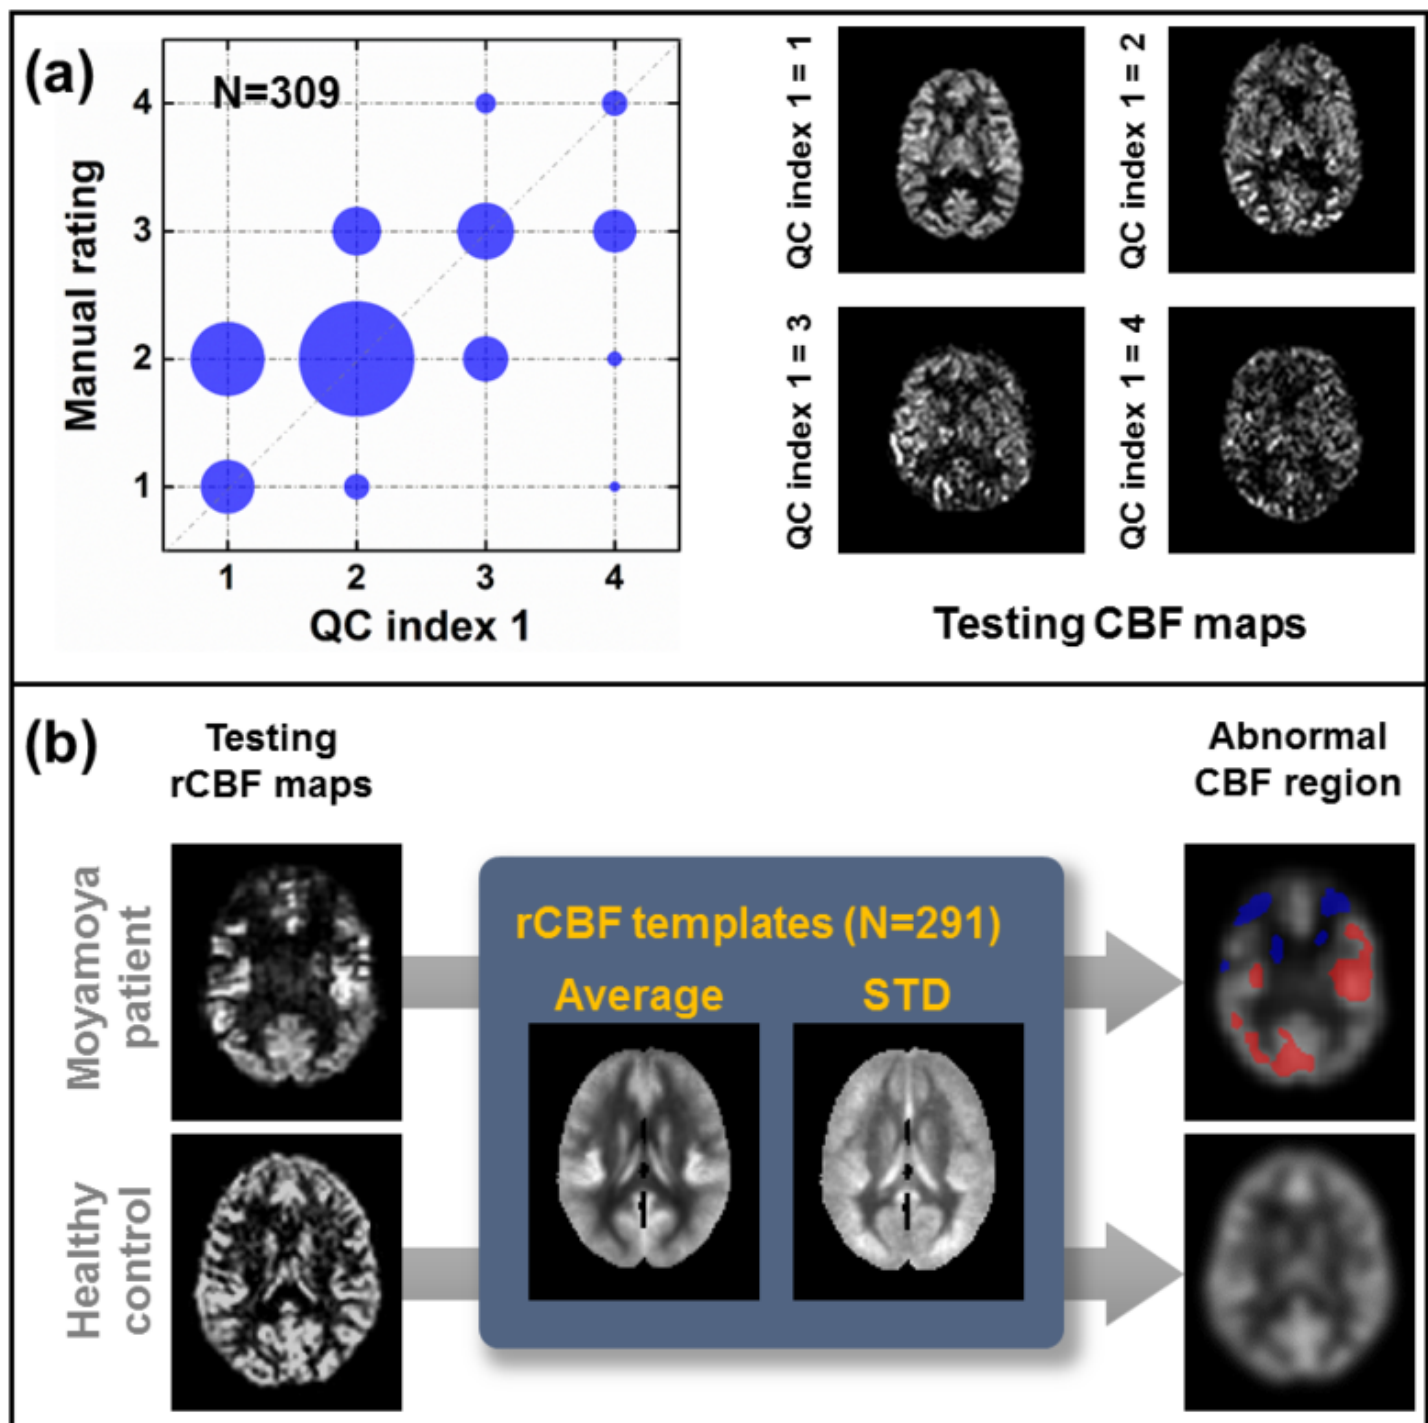 (a)
N=309
4
3
2
1
Manual rating
1 2 3 4
QC index 1
QC index 1 = 1
QC index 1 = 2
QC index 1 = 3
QC index 1 = 4
Testing CBF maps
(b)
Testing
rCBF maps
Abnormal
CBF region
Moyamoya
patient
Healthy
control
rCBF templates (N=291)
Average
STD